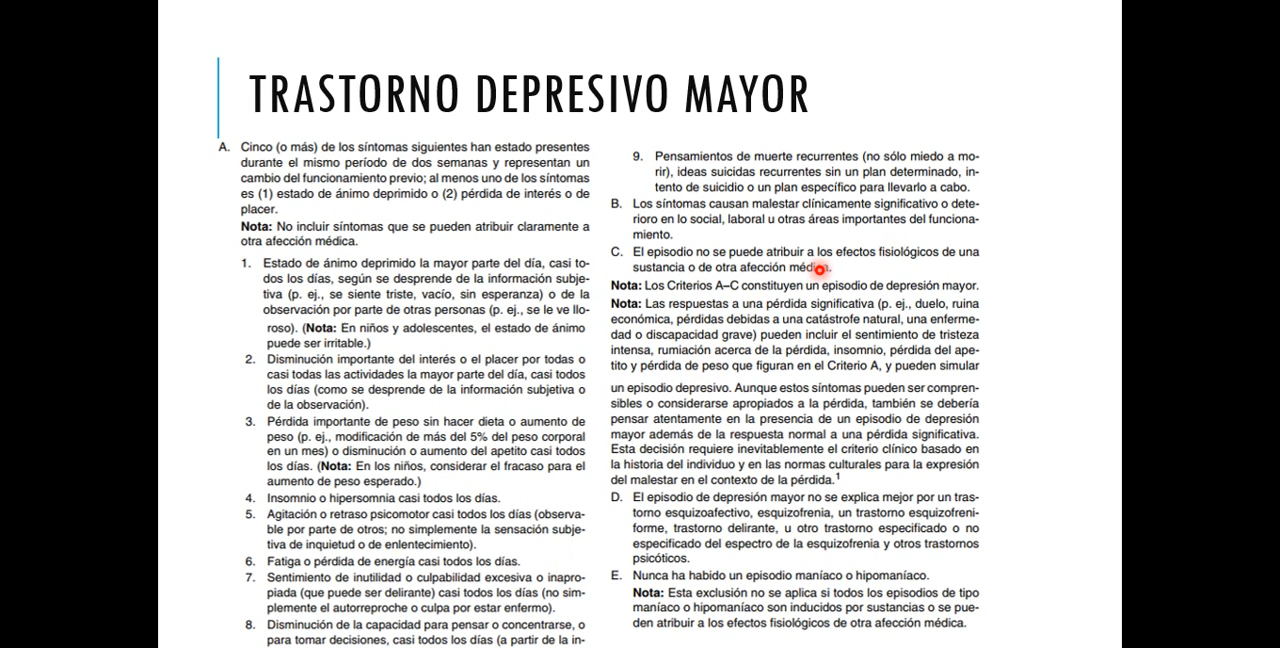 TRASTORNO DEPRESIVO MAYOR
A. Cinco (o más) de los síntomas siguientes han estado presentes
durante el mismo período de dos semanas y representan un
cambio del funcionamiento previo; al menos uno de los síntomas
es (1) estado de ánimo deprimido o (2) pérdida de interés o de
placer.
Nota: No incluir síntomas que se pueden atribuir claramente a
otra afección médica.
1. Estado de ánimo deprimido la mayor parte del día, casi to-
dos los días, según se desprende de la información subje-
tiva (p. ej., se siente triste, vacío, sin esperanza) o de la
observación por parte de otras personas (p. ej., se le ve llo-
roso). (Nota: En niños y adolescentes, el estado de ánimo
puede ser irritable.)
2. Disminución importante del interés o el placer por todas o
casi todas las actividades la mayor parte del día, casi todos
los días (como se desprende de la información subjetiva o
de la observación).
3. Pérdida importante de peso sin hacer dieta o aumento de
peso (p. ej., modificación de más del 5% del peso corporal
en un mes) o disminución o aumento del apetito casi todos
los días. (Nota: En los niños, considerar el fracaso para el
aumento de peso esperado.)
4. Insomnio o hipersomnia casi todos los días.
5. Agitación o retraso psicomotor casi todos los días (observa-
ble por parte de otros; no simplemente la sensación subje-
tiva de inquietud o de enlentecimiento).
6. Fatiga o pérdida de energía casi todos los días.
7. Sentimiento de inutilidad o culpabilidad excesiva o inapro-
piada (que puede ser delirante) casi todos los días (no sim-
plemente el autorreproche o culpa por estar enfermo).
8. Disminución de la capacidad para pensar o concentrarse, o
para tomar decisiones, casi todos los días (a partir de la in-
9. Pensamientos de muerte recurrentes (no sólo miedo a mo-
rir), ideas suicidas recurrentes sin un plan determinado, in-
tento de suicidio o un plan específico para llevarlo a cabo.
B. Los síntomas causan malestar clínicamente significativo o dete-
rioro en lo social, laboral u otras áreas importantes del funciona-
miento.
C. El episodio no se puede atribuir a los efectos fisiológicos de una
sustancia o de otra afección
Nota: Los Criterios A–C constituyen un episodio de depresión mayor.
Nota: Las respuestas a una pérdida significativa (p. ej., duelo, ruina
económica, pérdidas debidas a una catástrofe natural, una enferme-
dad o discapacidad grave) pueden incluir el sentimiento de tristeza
intensa, rumiación acerca de la pérdida, insomnio, pérdida del ape-
tito y pérdida de peso que figuran en el Criterio A, y pueden simular
un episodio depresivo. Aunque estos síntomas pueden ser compren-
sibles o considerarse apropiados a la pérdida, también se debería
pensar atentamente en la presencia de un episodio de depresión
mayor además de la respuesta normal a una pérdida significativa.
Esta decisión requiere inevitablemente el criterio clínico basado en
la historia del individuo y en las normas culturales para la expresión
del malestar en el contexto de la pérdida.¹
D. El episodio de depresión mayor no se explica mejor por un tras-
torno esquizoafectivo, esquizofrenia, un trastorno esquizofreni-
forme, trastorno delirante, u otro trastorno especificado o no
especificado del espectro de la esquizofrenia y otros trastornos
psicóticos.
E. Nunca ha habido un episodio maníaco o hipomaníaco.
Nota: Esta exclusión no se aplica si todos los episodios de tipo
maníaco o hipomaníaco son inducidos por sustancias o se pue-
den atribuir a los efectos fisiológicos de otra afección médica.